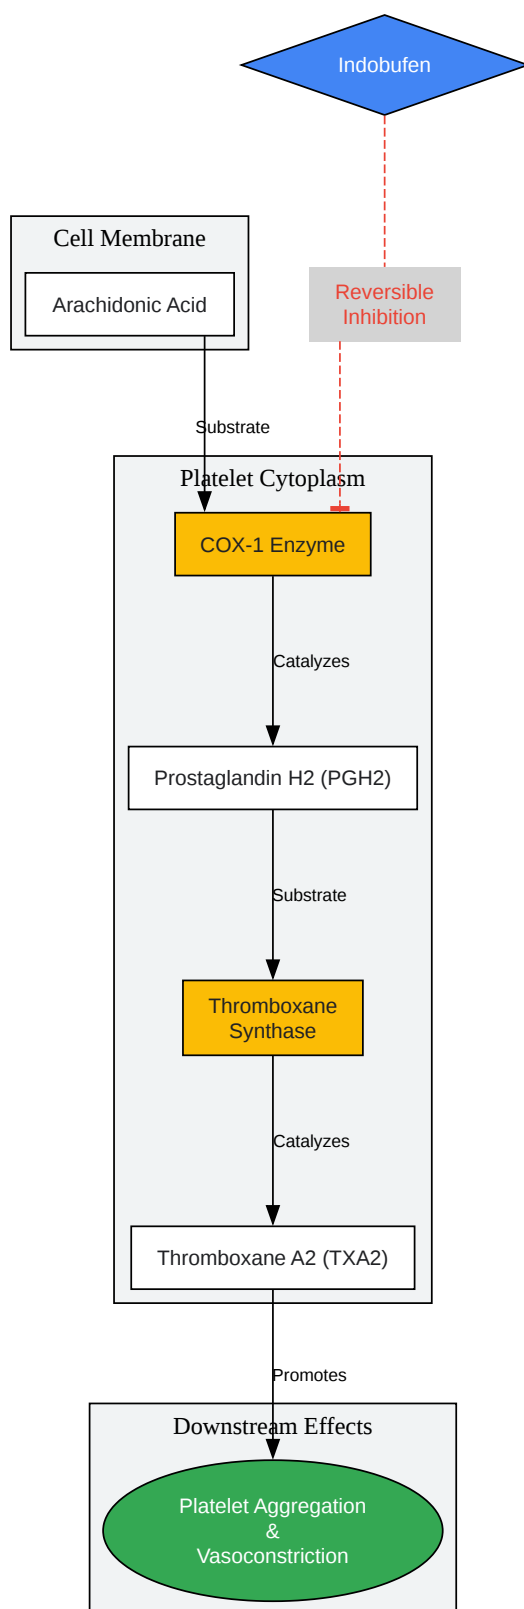 Indobufen
Cell Membrane
Arachidonic Acid
Reversible
Inhibition
Substrate
Platelet Cytoplasm
COX-1 Enzyme
Catalyzes
Prostaglandin H2 (PGH2)
Substrate
Thromboxane
Synthase
Catalyzes
Thromboxane A2 (TXA2)
Promotes
Downstream Effects
Platelet Aggregation
&
Vasoconstriction